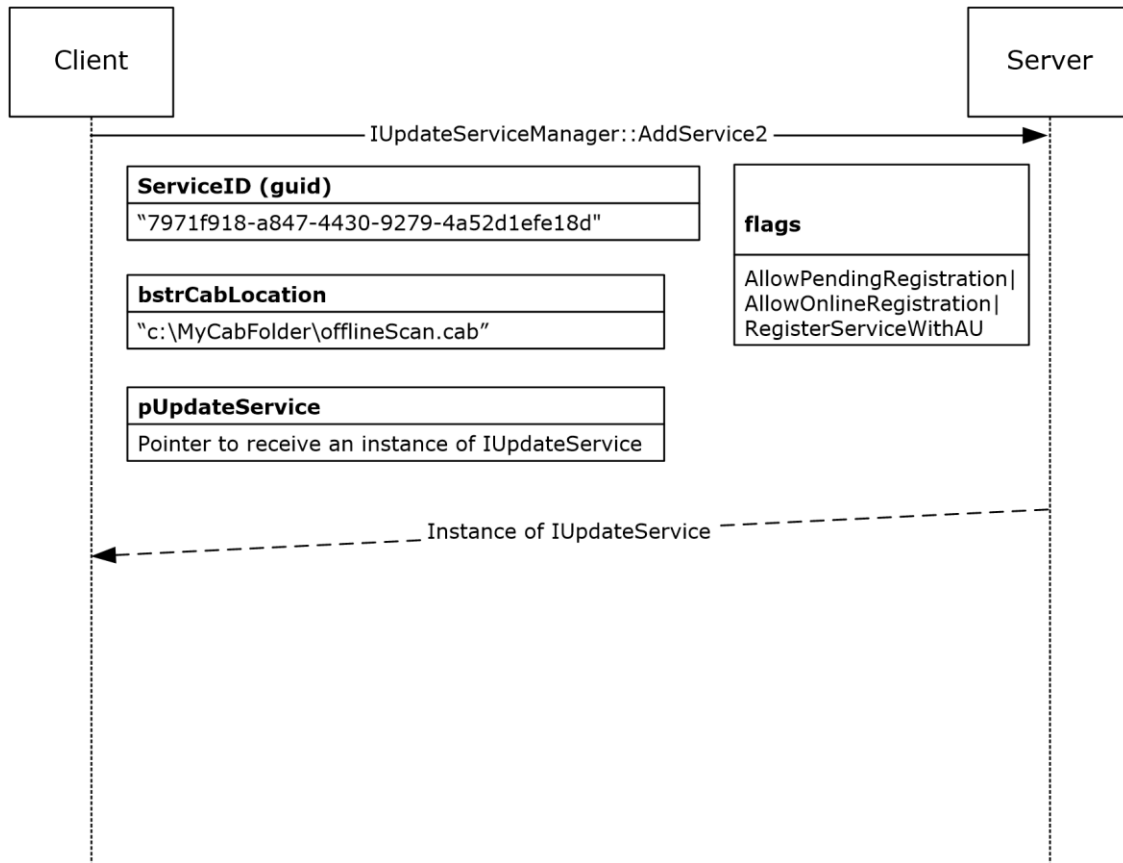 Client
Server
IUpdateServiceManager::AddService2
ServiceID (guid)
“7971f918-a847-4430-9279-4a52d1efe18d"
flags
AllowPendingRegistration|
AllowOnlineRegistration|
RegisterServiceWithAU
bstrCabLocation
“c:\MyCabFolder\offlineScan.cab”
pUpdateService
Pointer to receive an instance of IUpdateService
Instance of IUpdateService